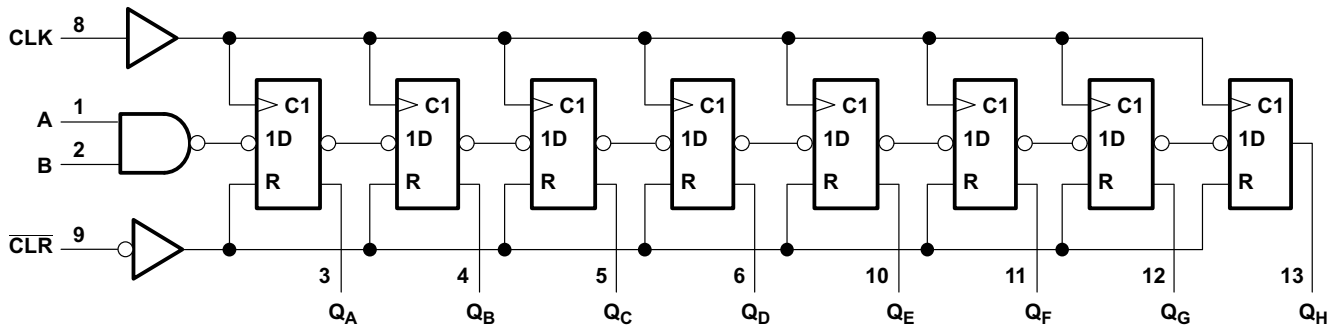 CLK 8
C1 C1 C1 C1 C1 C1 C1 C1
A 1
1D 1D 1D 1D 1D 1D 1D 1D
B 2
R R R R R R R R
C̅L̅R̅ 9
3 4 5 6 10 11 12 13
QA QB QC QD QE QF QG QH